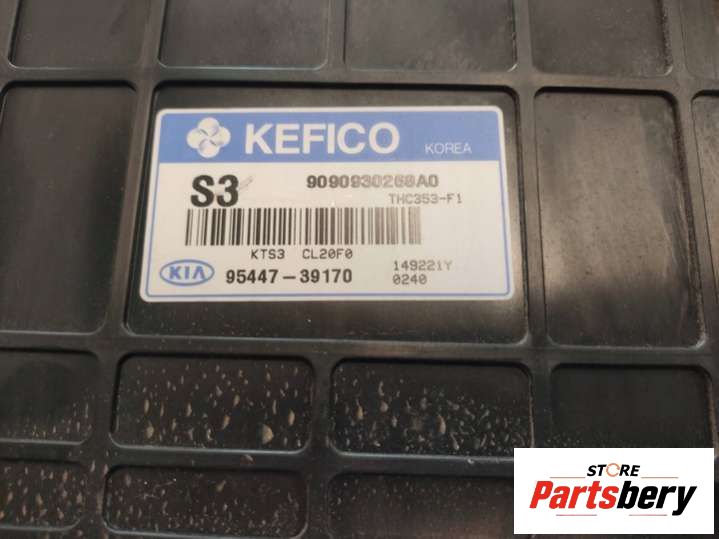 KEFICO KOREA
S3 9090930268A0
THC353-F1
KTS3 CL20F0
KIA 95447-39170 149221Y
0240
STORE
Partsbery